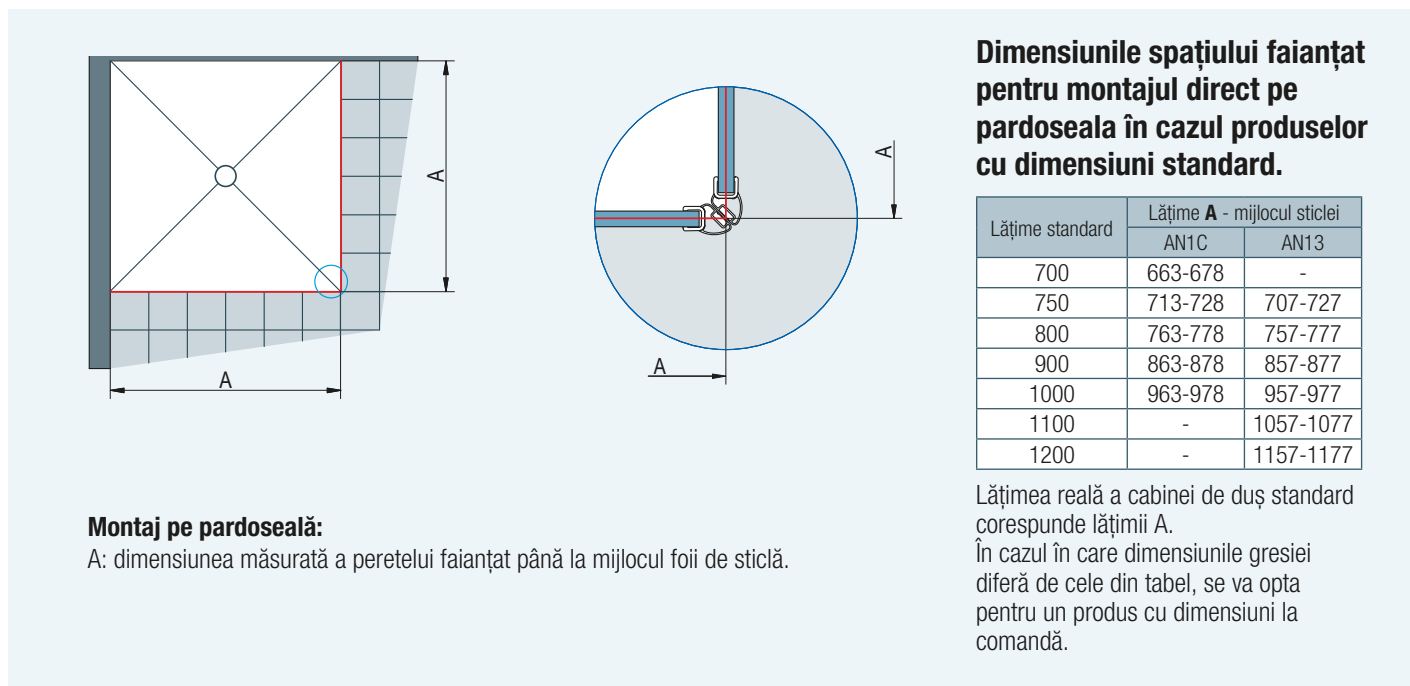 A
A
Montaj pe pardoseală:
A: dimensiunea măsurată a peretelui faianțat până la mijlocul foii de sticlă.
A
A
Dimensiunile spațiului faianțat
pentru montajul direct pe
pardoseala în cazul produselor
cu dimensiuni standard.
Lățime standard Lățime A - mijlocul sticlei
AN1C AN13
700 663-678 -
750 713-728 707-727
800 763-778 757-777
900 863-878 857-877
1000 963-978 957-977
1100 - 1057-1077
1200 - 1157-1177
Lățimea reală a cabinei de duș standard
corespunde lățimii A.
În cazul în care dimensiunile gresiei
diferă de cele din tabel, se va opta
pentru un produs cu dimensiuni la
comandă.